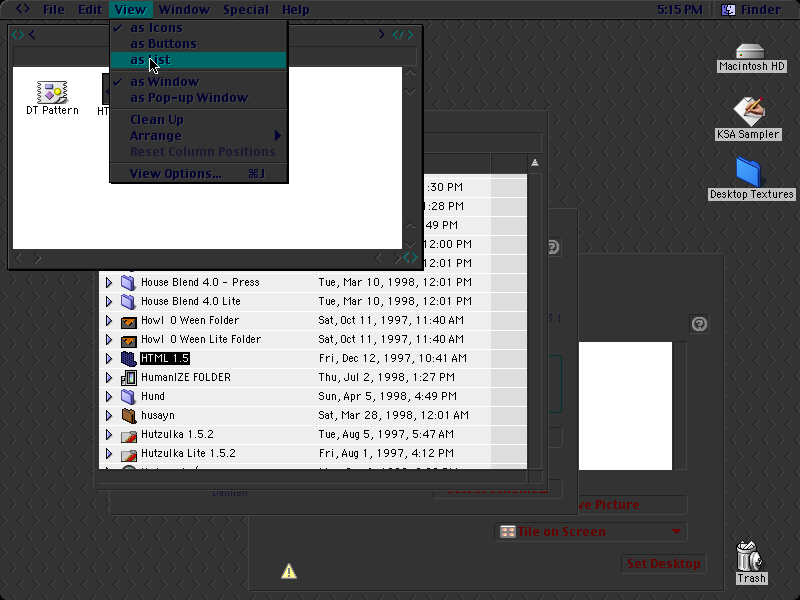 File Edit View Window Special Help 5:15 PM Finder
as Icons
as Buttons
as List
as Window
as Pop-up Window
Clean Up
Arrange
Reset Column Positions
View Options... ⌘J
DT Pattern
HT
Macintosh HD
KSA Sampler
Desktop Textures
:30 PM
1:28 PM
49 PM
12:00 PM
12:01 PM
House Blend 4.0 - Press Tue, Mar 10, 1998, 12:01 PM
House Blend 4.0 Lite Tue, Mar 10, 1998, 12:01 PM
Howl O Ween Folder Sat, Oct 11, 1997, 11:40 AM
Howl O Ween Lite Folder Sat, Oct 11, 1997, 11:40 AM
HTML 1.5 Fri, Dec 12, 1997, 10:41 AM
HumanIZE FOLDER Thu, Jul 2, 1998, 1:27 PM
Hund Sun, Apr 5, 1998, 4:49 PM
husayn Sat, Mar 28, 1998, 12:01 AM
Hutzulka 1.5.2 Tue, Aug 5, 1997, 5:47 AM
Hutzulka Lite 1.5.2 Fri, Aug 1, 1997, 4:12 PM
ve Picture
Tile on Screen
Set Desktop
Trash